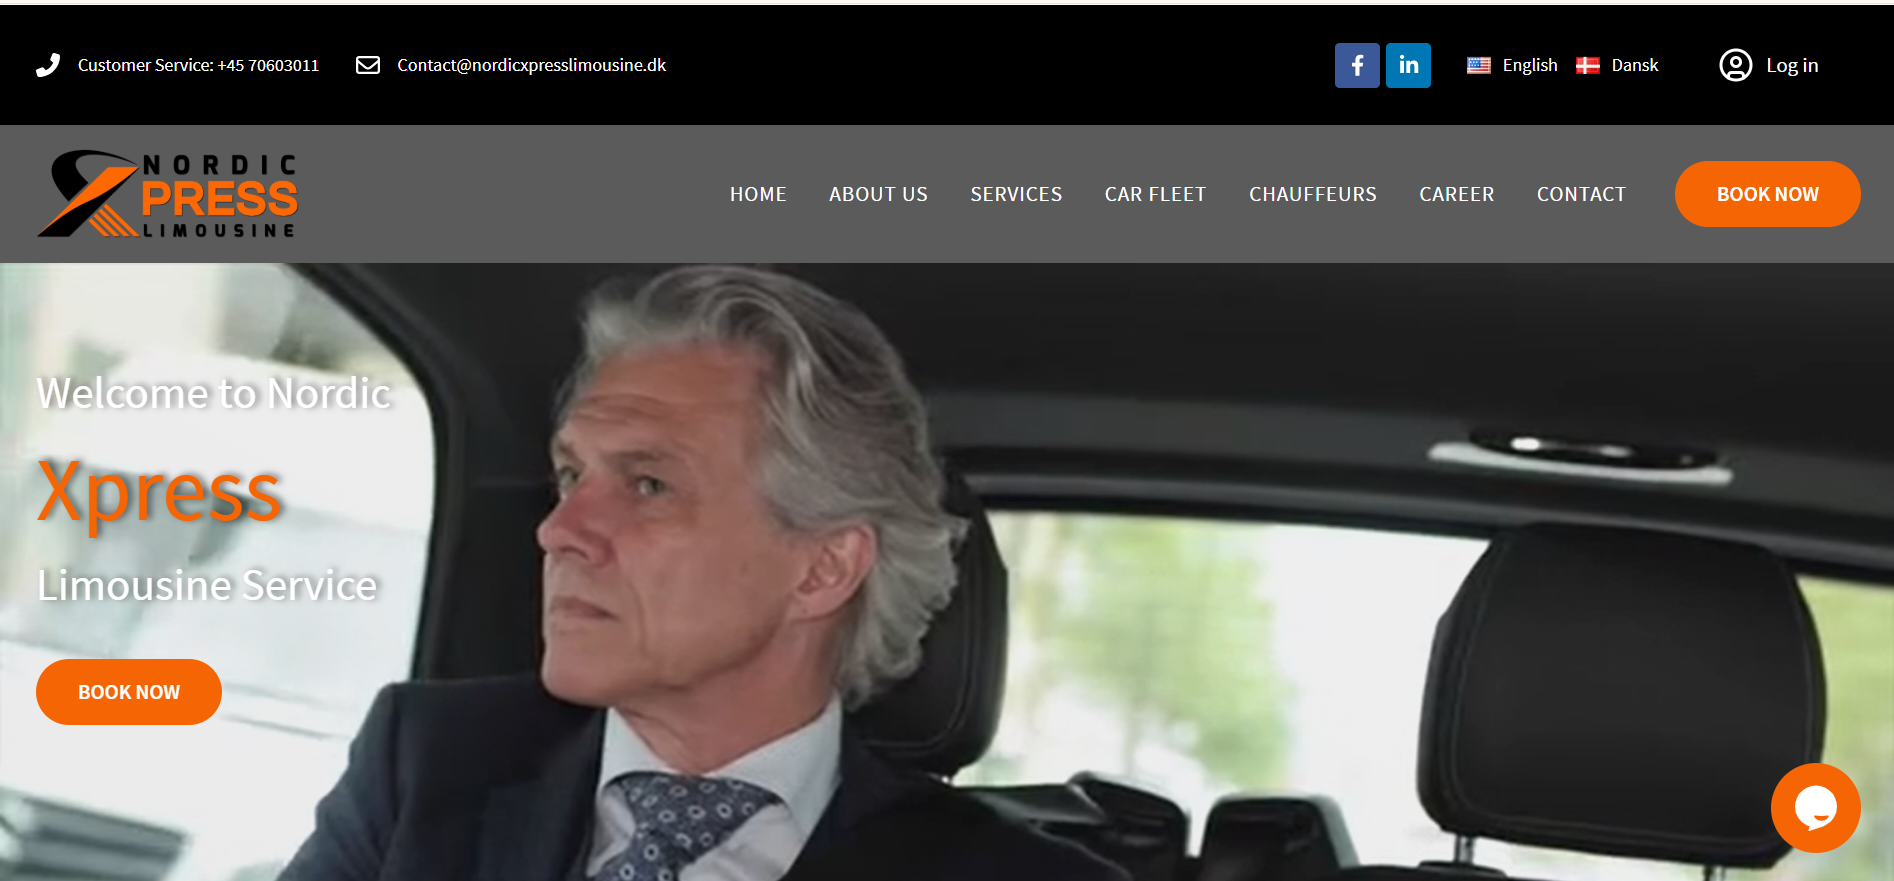 Customer Service: +45 70603011
Contact@nordicxpresslimousine.dk
f
in
English
Dansk
Log in
NORDIC
XPRESS
LIMOUSINE
HOME
ABOUT US
SERVICES
CAR FLEET
CHAUFFEURS
CAREER
CONTACT
BOOK NOW
Welcome to Nordic
Xpress
Limousine Service
BOOK NOW